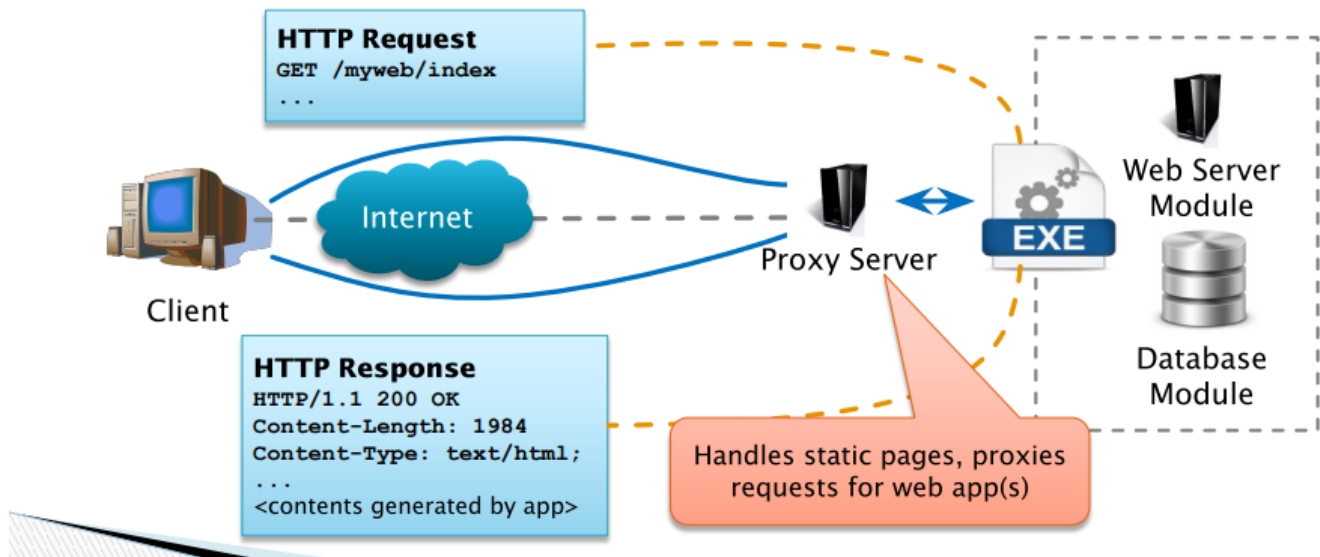 HTTP Request
GET /myweb/index
...
Internet
Client
Proxy Server
EXE
Web Server
Module
Database
Module
HTTP Response
HTTP/1.1 200 OK
Content-Length: 1984
Content-Type: text/html;
...
<contents generated by app>
Handles static pages, proxies
requests for web app(s)